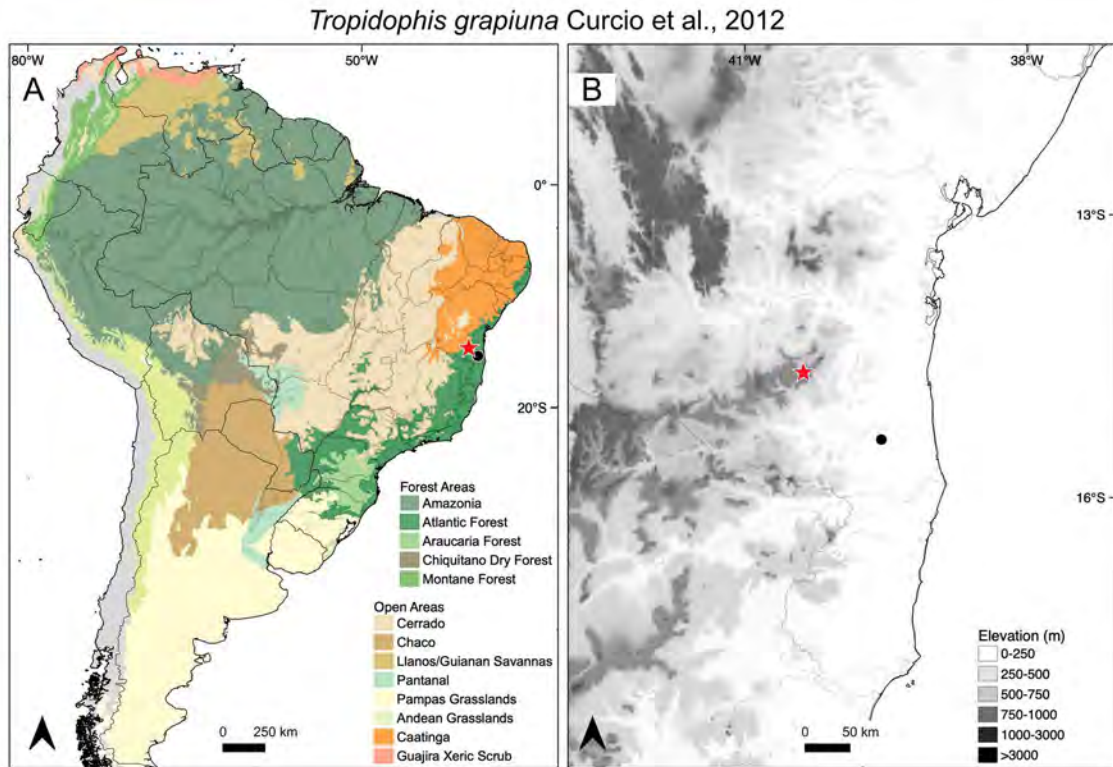 Tropidophis grapiuna Curcio et al., 2012
A
80°W
50°W
0°
20°S
Forest Areas
Amazonia
Atlantic Forest
Araucaria Forest
Chiquitano Dry Forest
Montane Forest
Open Areas
Cerrado
Chaco
Llanos/Guianan Savannas
Pantanal
Pampas Grasslands
Andean Grasslands
Caatinga
Guajira Xeric Scrub
0 250 km
B
41°W
38°W
13°S
16°S
Elevation (m)
0-250
250-500
500-750
750-1000
1000-3000
>3000
0 50 km